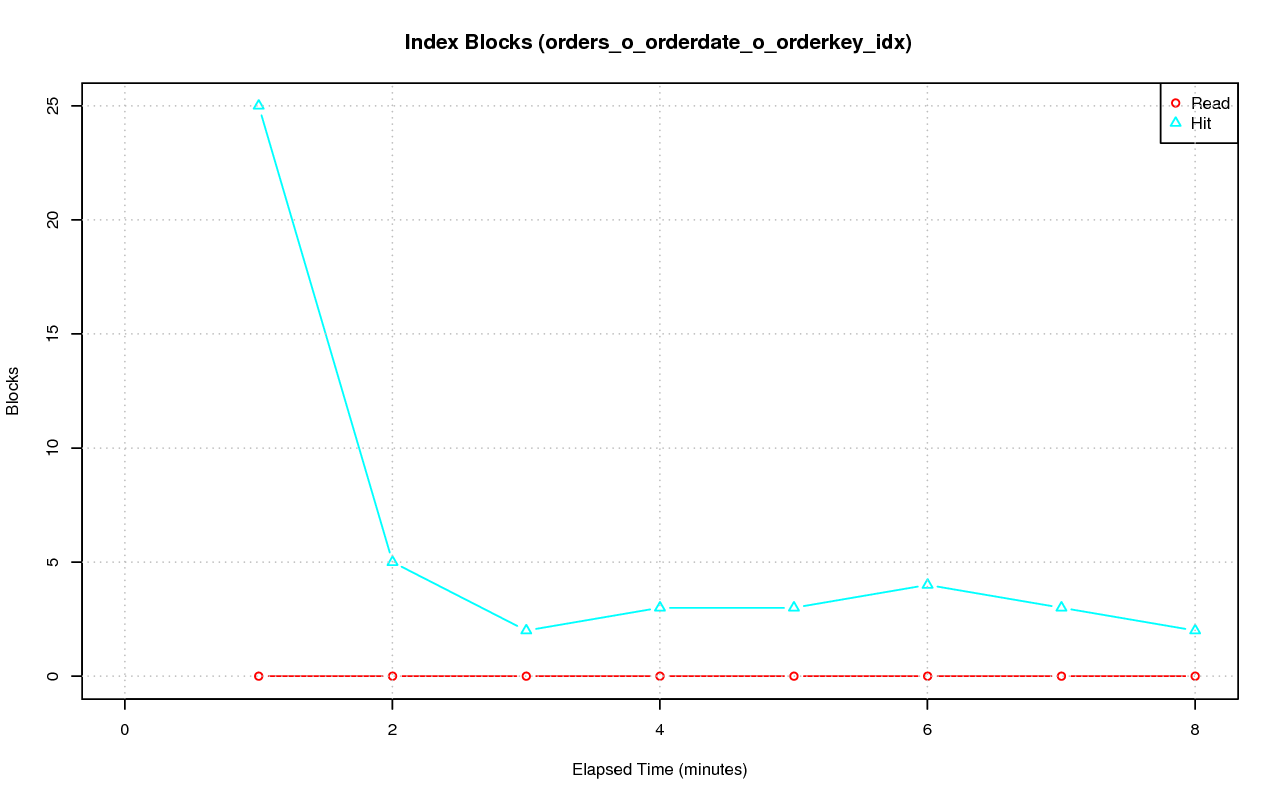 Index Blocks (orders_o_orderdate_o_orderkey_idx)
Read
Hit
25
20
15
10
5
0
Blocks
0 2 4 6 8
Elapsed Time (minutes)